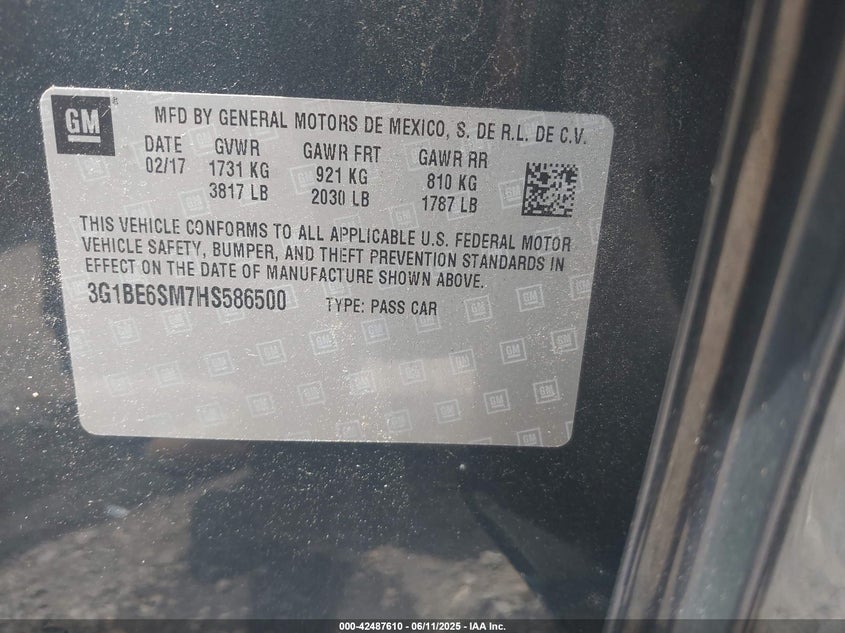 GM ®
MFD BY GENERAL MOTORS DE MEXICO, S. DE R.L. DE C.V.
DATE GVWR GAWR FRT GAWR RR
02/17 1731 KG 921 KG 810 KG
3817 LB 2030 LB 1787 LB
THIS VEHICLE CONFORMS TO ALL APPLICABLE U.S. FEDERAL MOTOR
VEHICLE SAFETY, BUMPER, AND THEFT PREVENTION STANDARDS IN
EFFECT ON THE DATE OF MANUFACTURE SHOWN ABOVE.
3G1BE6SM7HS586500 TYPE: PASS CAR
000-42487610 - 06/11/2025 - IAA Inc.